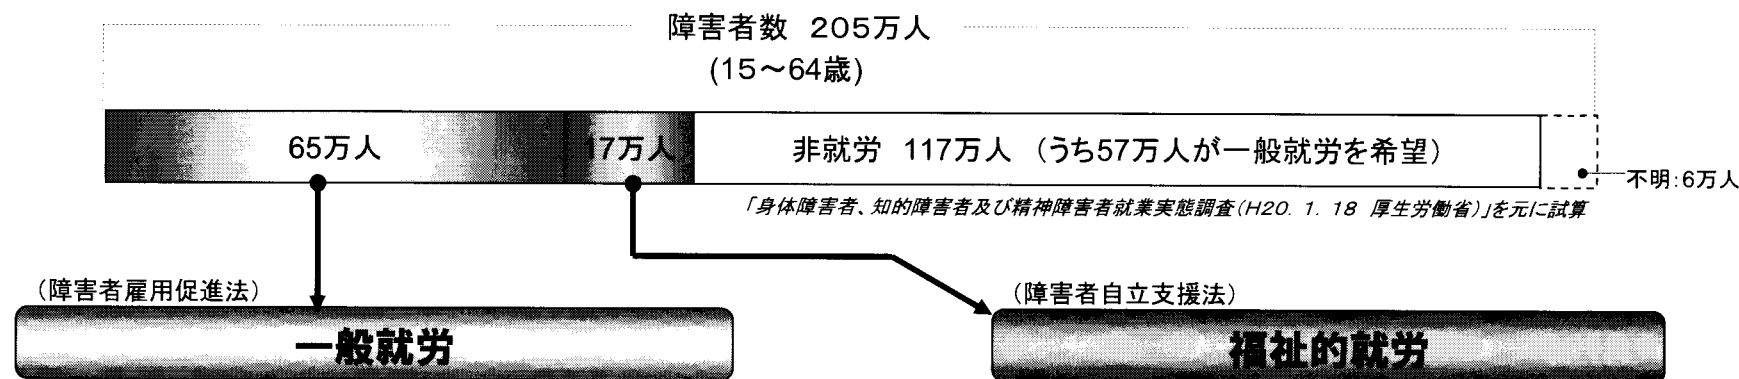 障害者数 205万人
(15～64歳)
65万人
17万人
非就労 117万人 (うち57万人が一般就労を希望)
不明:6万人
「身体障害者、知的障害者及び精神障害者就業実態調査(H20. 1. 18 厚生労働省)」を元に試算
(障害者雇用促進法)
一般就労
(障害者自立支援法)
福祉的就労